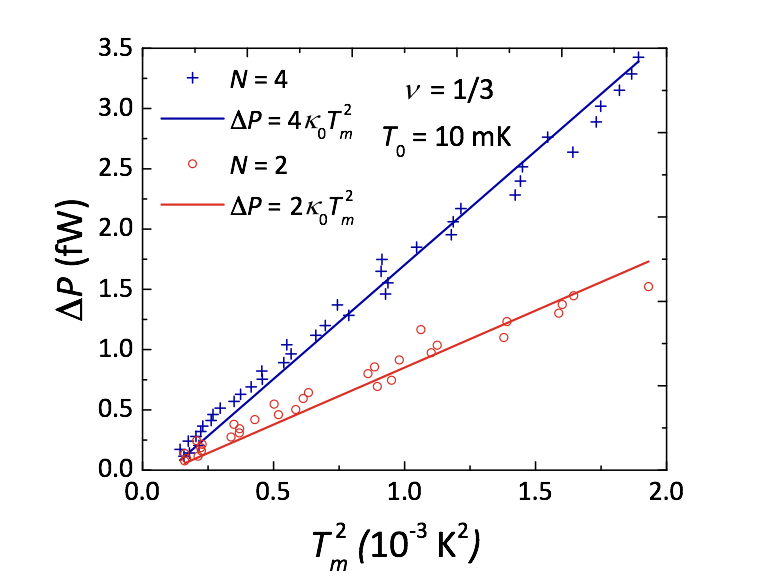 3.5
3.0
2.5
2.0
1.5
1.0
0.5
0.0
ΔP (fW)
N = 4
ΔP = 4κ₀Tₘ²
N = 2
ΔP = 2κ₀Tₘ²
ν = 1/3
T₀ = 10 mK
0.0 0.5 1.0 1.5 2.0
Tₘ² (10⁻³ K²)